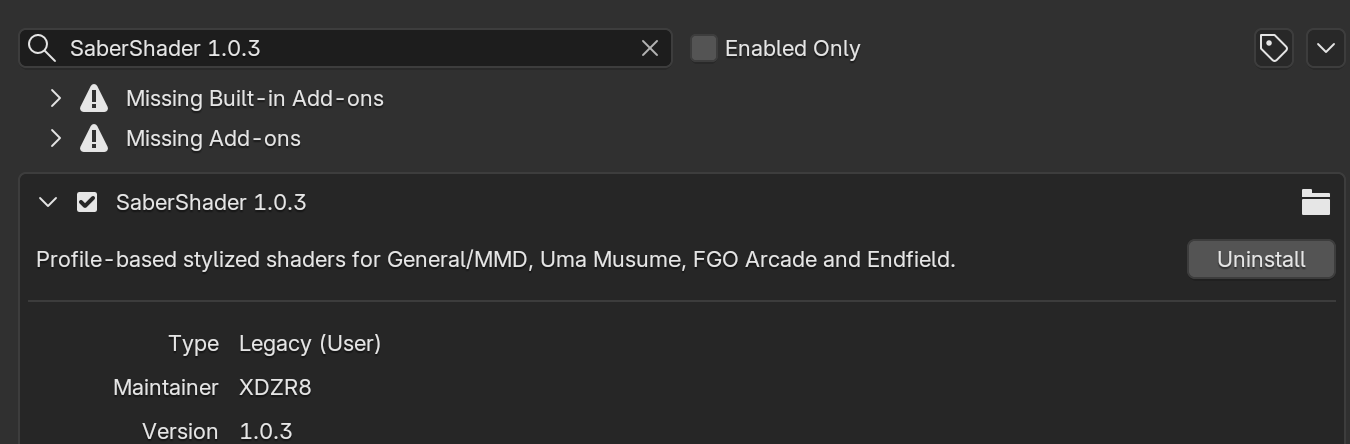 SaberShader 1.0.3
Enabled Only
Missing Built-in Add-ons
Missing Add-ons
SaberShader 1.0.3
Profile-based stylized shaders for General/MMD, Uma Musume, FGO Arcade and Endfield.
Uninstall
Type Legacy (User)
Maintainer XDZR8
Version 1.0.3